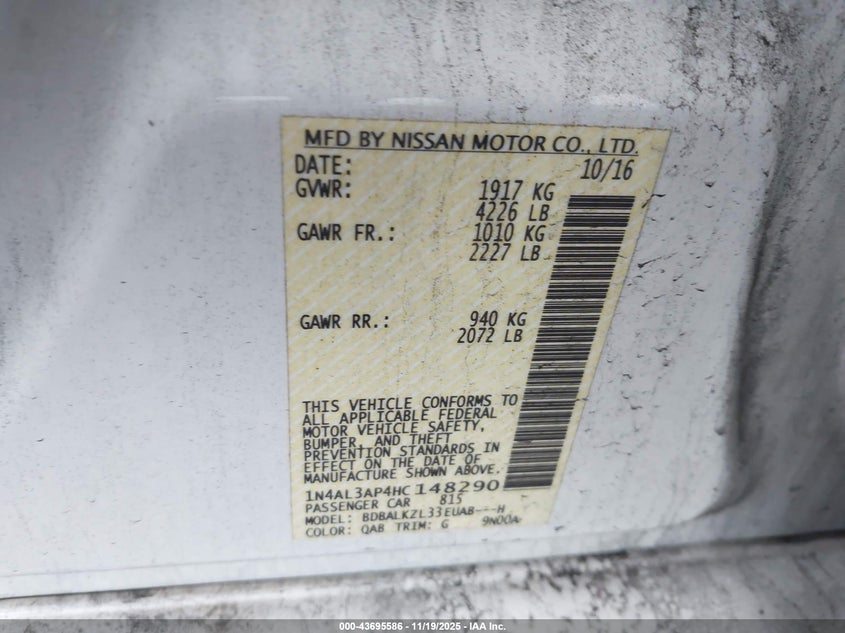 MFD BY NISSAN MOTOR CO., LTD.
DATE: 10/16
GVWR: 1917 KG
4226 LB
GAWR FR.: 1010 KG
2227 LB
GAWR RR.: 940 KG
2072 LB
THIS VEHICLE CONFORMS TO
ALL APPLICABLE FEDERAL
MOTOR VEHICLE SAFETY,
BUMPER, AND THEFT
PREVENTION STANDARDS IN
EFFECT ON THE DATE OF
MANUFACTURE SHOWN ABOVE.
1N4AL3AP4HC148290
PASSENGER CAR 815
MODEL: BDBALKZL33EUAB---H
COLOR: QAB TRIM: G 9N00A
000-43695586 - 11/19/2025 - IAA Inc.